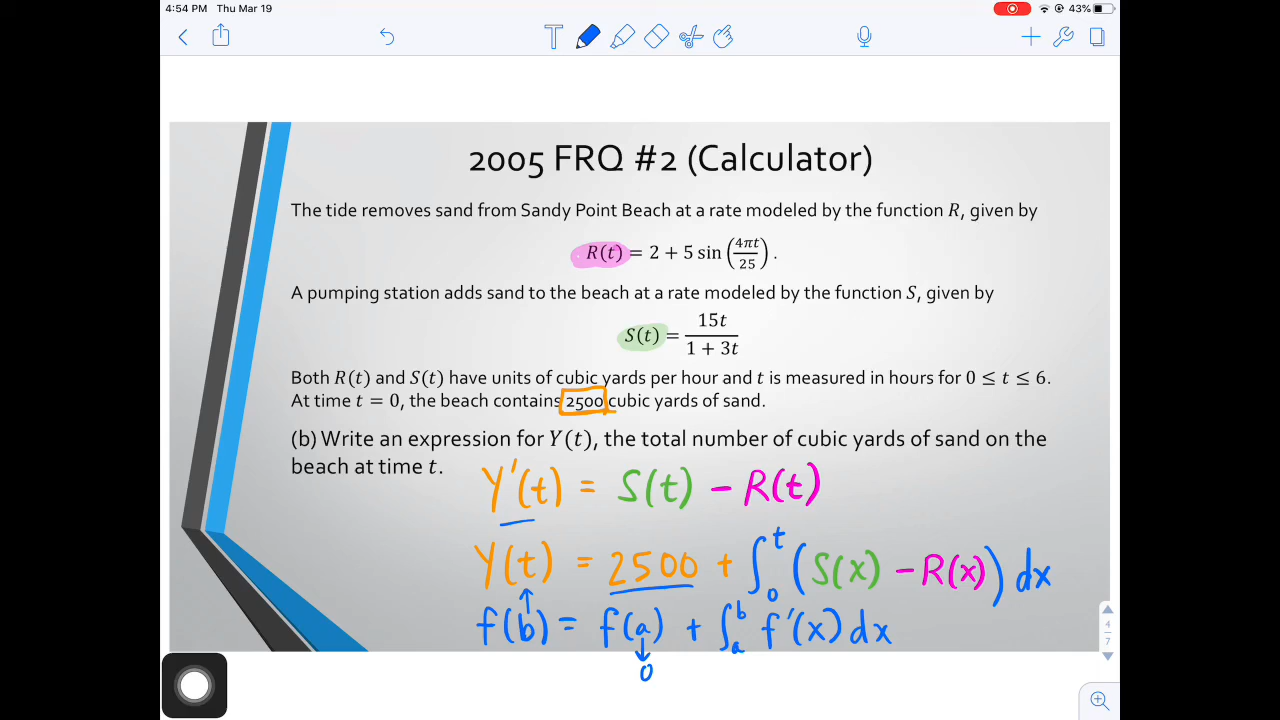 4:54 PM Thu Mar 19 43%
2005 FRQ #2 (Calculator)
The tide removes sand from Sandy Point Beach at a rate modeled by the function R, given by
R(t) = 2 + 5 sin(4πt/25).
A pumping station adds sand to the beach at a rate modeled by the function S, given by
S(t) = 15t/(1 + 3t)
Both R(t) and S(t) have units of cubic yards per hour and t is measured in hours for 0 ≤ t ≤ 6.
At time t = 0, the beach contains 2500 cubic yards of sand.
(b) Write an expression for Y(t), the total number of cubic yards of sand on the
beach at time t.
Y'(t) = S(t) - R(t)
Y(t) = 2500 + ∫₀ᵗ (S(x) - R(x)) dx
f(b) = f(a) + ∫ₐᵇ f'(x) dx
0
4
7